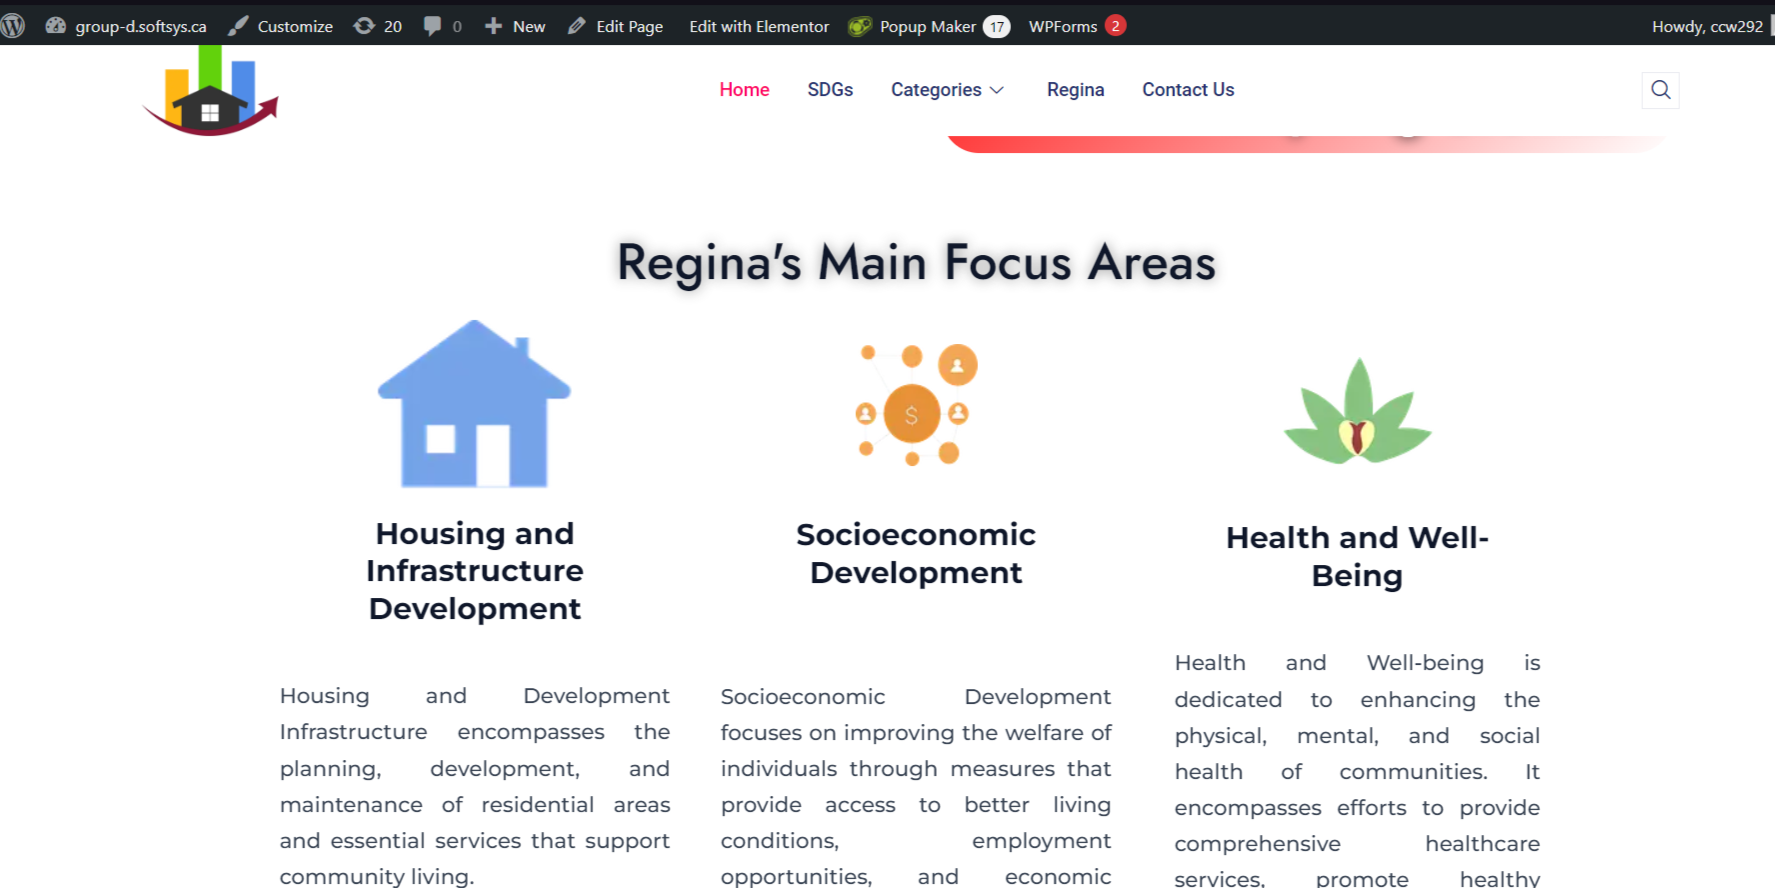 group-d.softsys.ca Customize 20 0 New Edit Page Edit with Elementor Popup Maker 17 WPForms 2 Howdy, ccw292
Home SDGs Categories Regina Contact Us
Regina's Main Focus Areas
$
Housing and
Infrastructure
Development
Housing and Development
Infrastructure encompasses the
planning, development, and
maintenance of residential areas
and essential services that support
community living.
Socioeconomic
Development
Socioeconomic Development
focuses on improving the welfare of
individuals through measures that
provide access to better living
conditions, employment
opportunities, and economic
Health and Well-
Being
Health and Well-being is
dedicated to enhancing the
physical, mental, and social
health of communities. It
encompasses efforts to provide
comprehensive healthcare
services, promote healthy